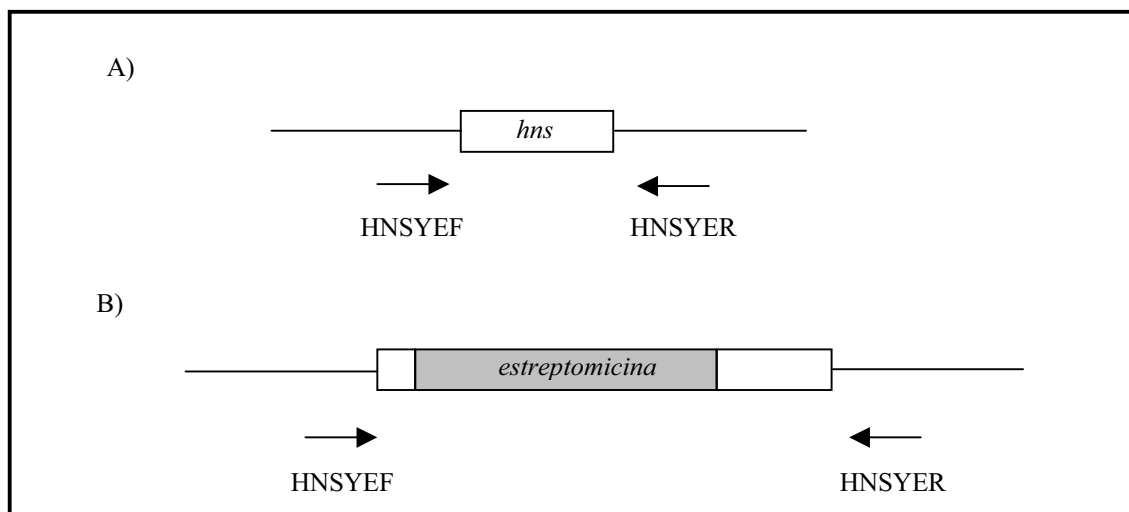 A)
hns
HNSYEF HNSYER
B)
estreptomicina
HNSYEF HNSYER